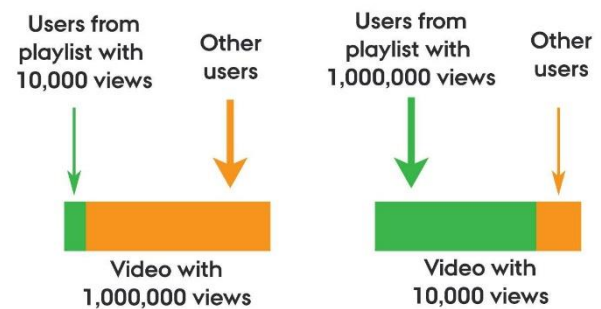 Users from
playlist with
10,000 views
Other
users
Video with
1,000,000 views
Users from
playlist with
1,000,000 views
Other
users
Video with
10,000 views